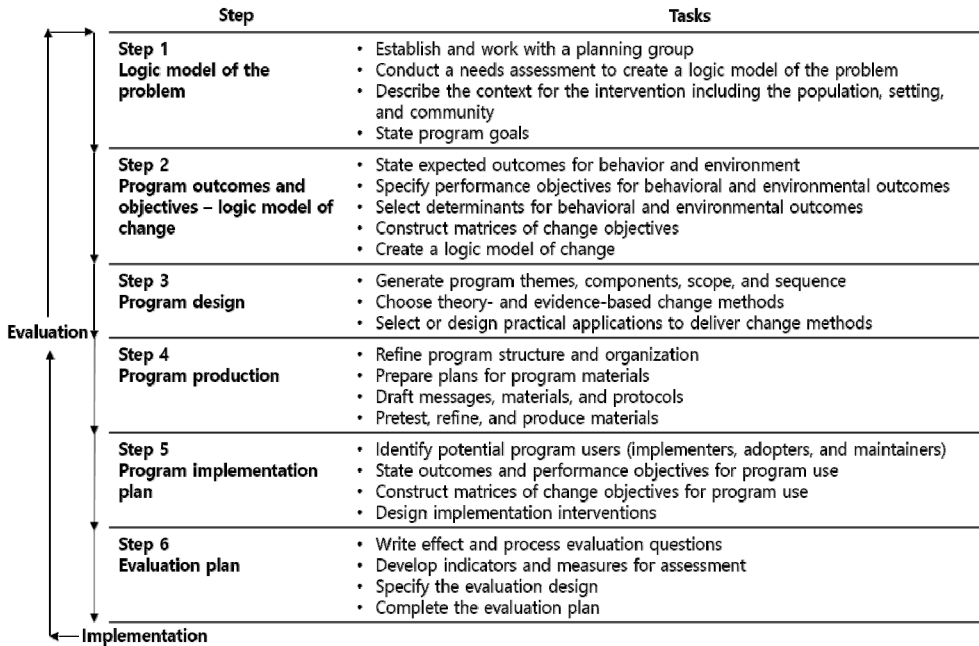 Step Tasks
Step 1
Logic model of the
problem
• Establish and work with a planning group
• Conduct a needs assessment to create a logic model of the problem
• Describe the context for the intervention including the population, setting,
and community
• State program goals
Step 2
Program outcomes and
objectives – logic model of
change
• State expected outcomes for behavior and environment
• Specify performance objectives for behavioral and environmental outcomes
• Select determinants for behavioral and environmental outcomes
• Construct matrices of change objectives
• Create a logic model of change
Step 3
Program design
• Generate program themes, components, scope, and sequence
• Choose theory- and evidence-based change methods
• Select or design practical applications to deliver change methods
Evaluation
Step 4
Program production
• Refine program structure and organization
• Prepare plans for program materials
• Draft messages, materials, and protocols
• Pretest, refine, and produce materials
Step 5
Program implementation
plan
• Identify potential program users (implementers, adopters, and maintainers)
• State outcomes and performance objectives for program use
• Construct matrices of change objectives for program use
• Design implementation interventions
Step 6
Evaluation plan
• Write effect and process evaluation questions
• Develop indicators and measures for assessment
• Specify the evaluation design
• Complete the evaluation plan
Implementation